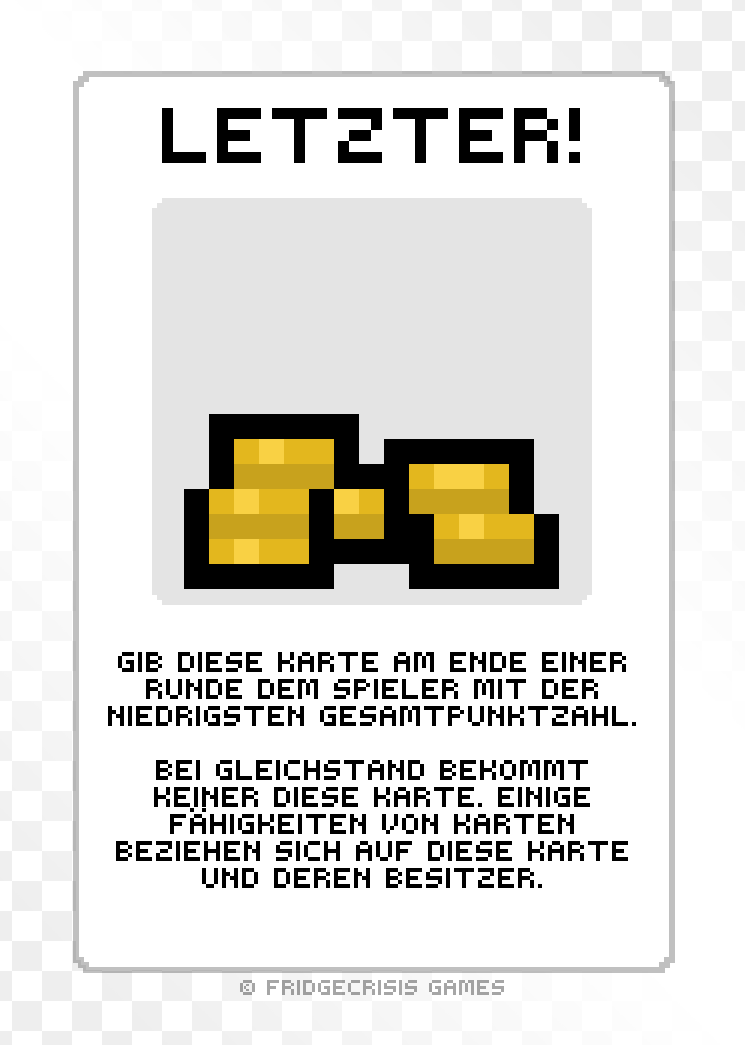 LETZTER!
GIB DIESE KARTE AM ENDE EINER
RUNDE DEM SPIELER MIT DER
NIEDRIGSTEN GESAMTPUNKTZAHL.
BEI GLEICHSTAND BEKOMMT
KEINER DIESE KARTE. EINIGE
FÄHIGKEITEN VON KARTEN
BEZIEHEN SICH AUF DIESE KARTE
UND DEREN BESITZER.
© FRIDGECRISIS GAMES